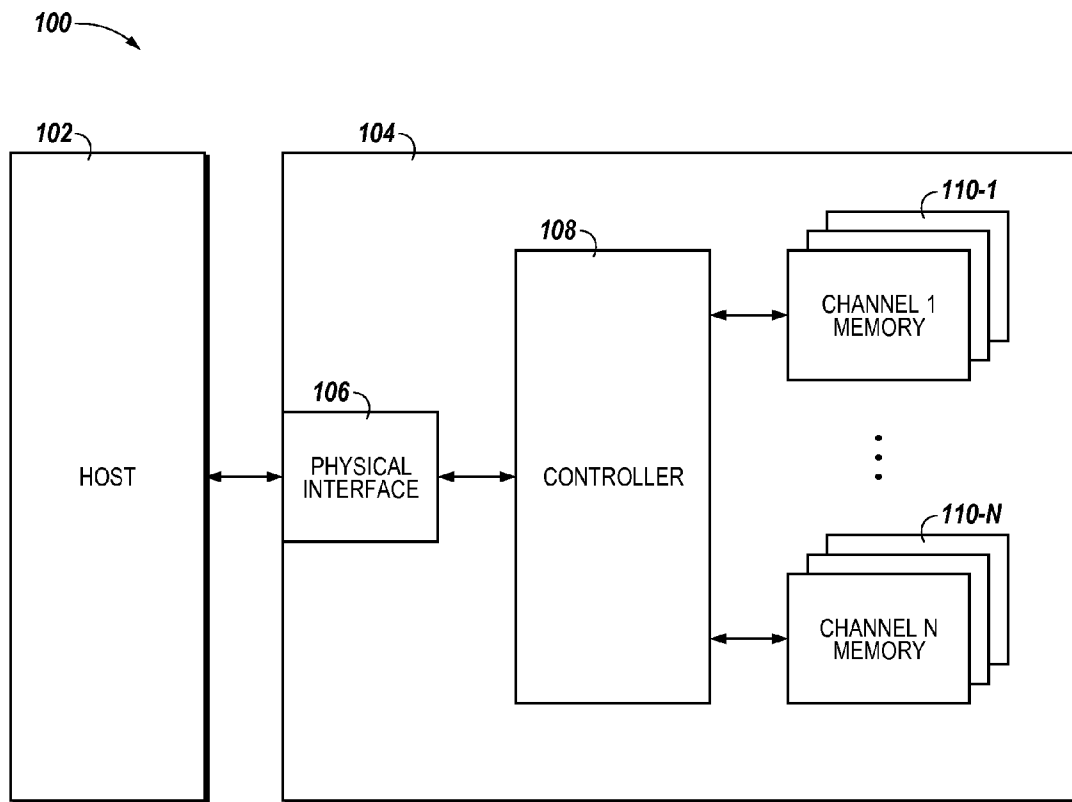 100
102
104
110-1
108
CHANNEL 1
MEMORY
106
HOST
PHYSICAL
INTERFACE
CONTROLLER
110-N
CHANNEL N
MEMORY